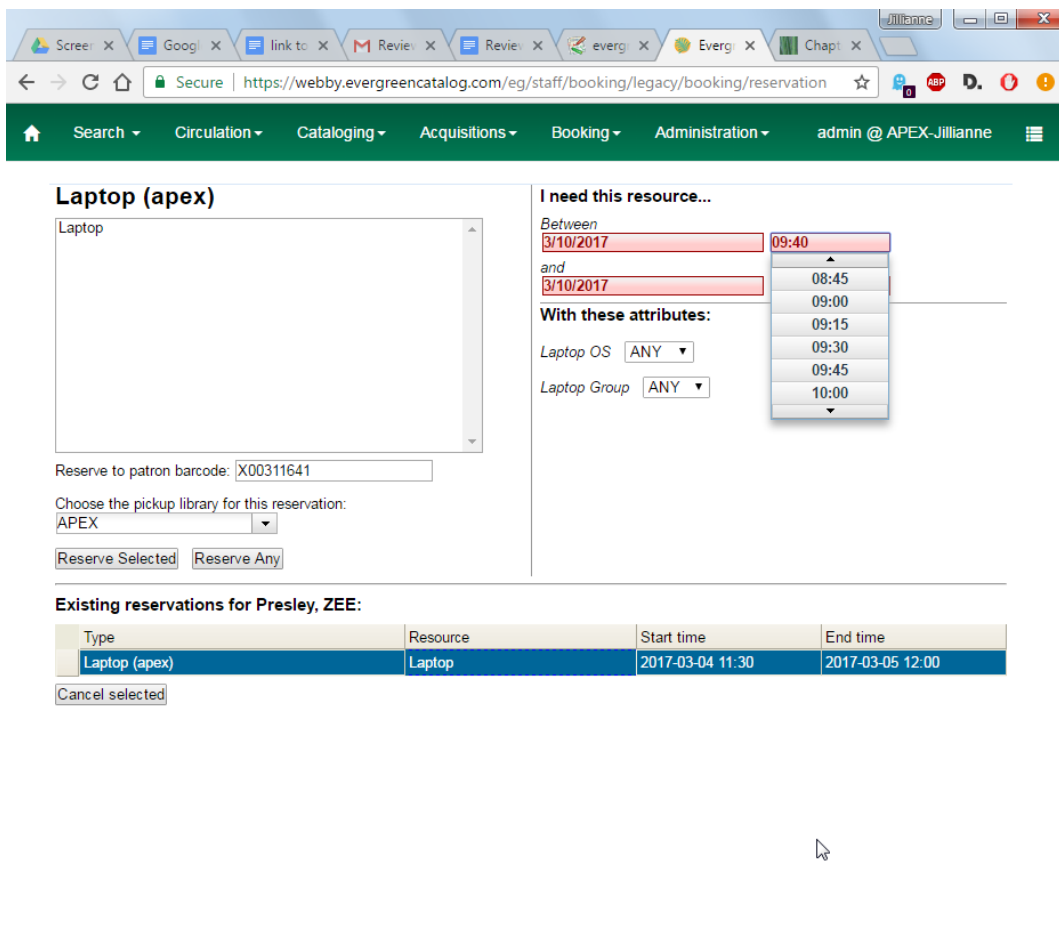 Jillianne
Screer Googl link to Reviev Reviev everg Everg Chapt
Secure | https://webby.evergreencatalog.com/eg/staff/booking/legacy/booking/reservation
0 ABP D.
Search Circulation Cataloging Acquisitions Booking Administration admin @ APEX-Jillianne
Laptop (apex)
Laptop
Reserve to patron barcode: X00311641
Choose the pickup library for this reservation:
APEX
Reserve Selected Reserve Any
I need this resource...
Between
3/10/2017 09:40
and
3/10/2017
08:45
09:00
09:15
09:30
09:45
10:00
With these attributes:
Laptop OS ANY
Laptop Group ANY
Existing reservations for Presley, ZEE:
Type Resource Start time End time
Laptop (apex) Laptop 2017-03-04 11:30 2017-03-05 12:00
Cancel selected